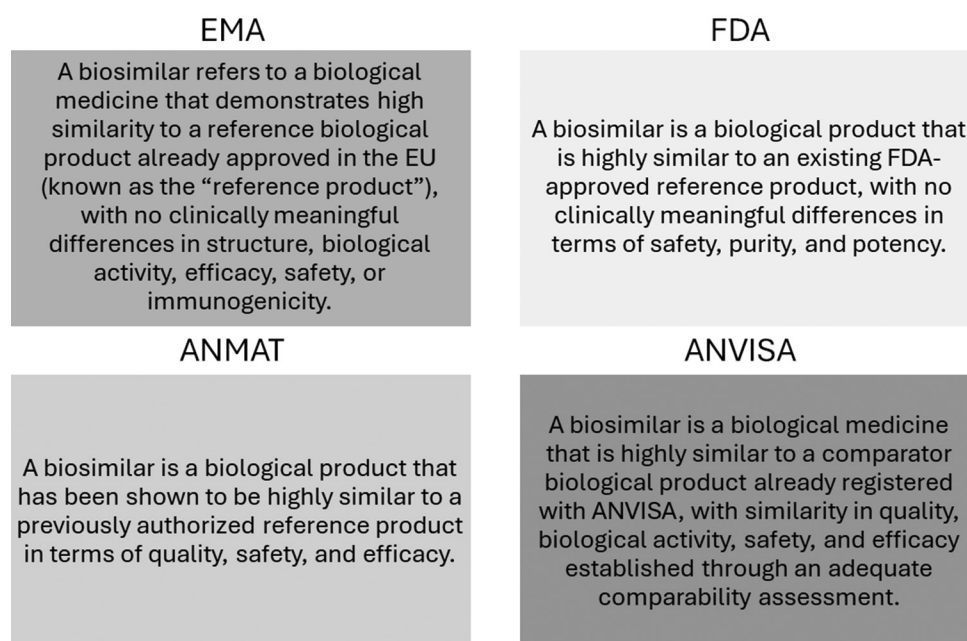 EMA
A biosimilar refers to a biological
medicine that demonstrates high
similarity to a reference biological
product already approved in the EU
(known as the “reference product”),
with no clinically meaningful
differences in structure, biological
activity, efficacy, safety, or
immunogenicity.
FDA
A biosimilar is a biological product that
is highly similar to an existing FDA-
approved reference product, with no
clinically meaningful differences in
terms of safety, purity, and potency.
ANMAT
A biosimilar is a biological product that
has been shown to be highly similar to a
previously authorized reference product
in terms of quality, safety, and efficacy.
ANVISA
A biosimilar is a biological medicine
that is highly similar to a comparator
biological product already registered
with ANVISA, with similarity in quality,
biological activity, safety, and efficacy
established through an adequate
comparability assessment.